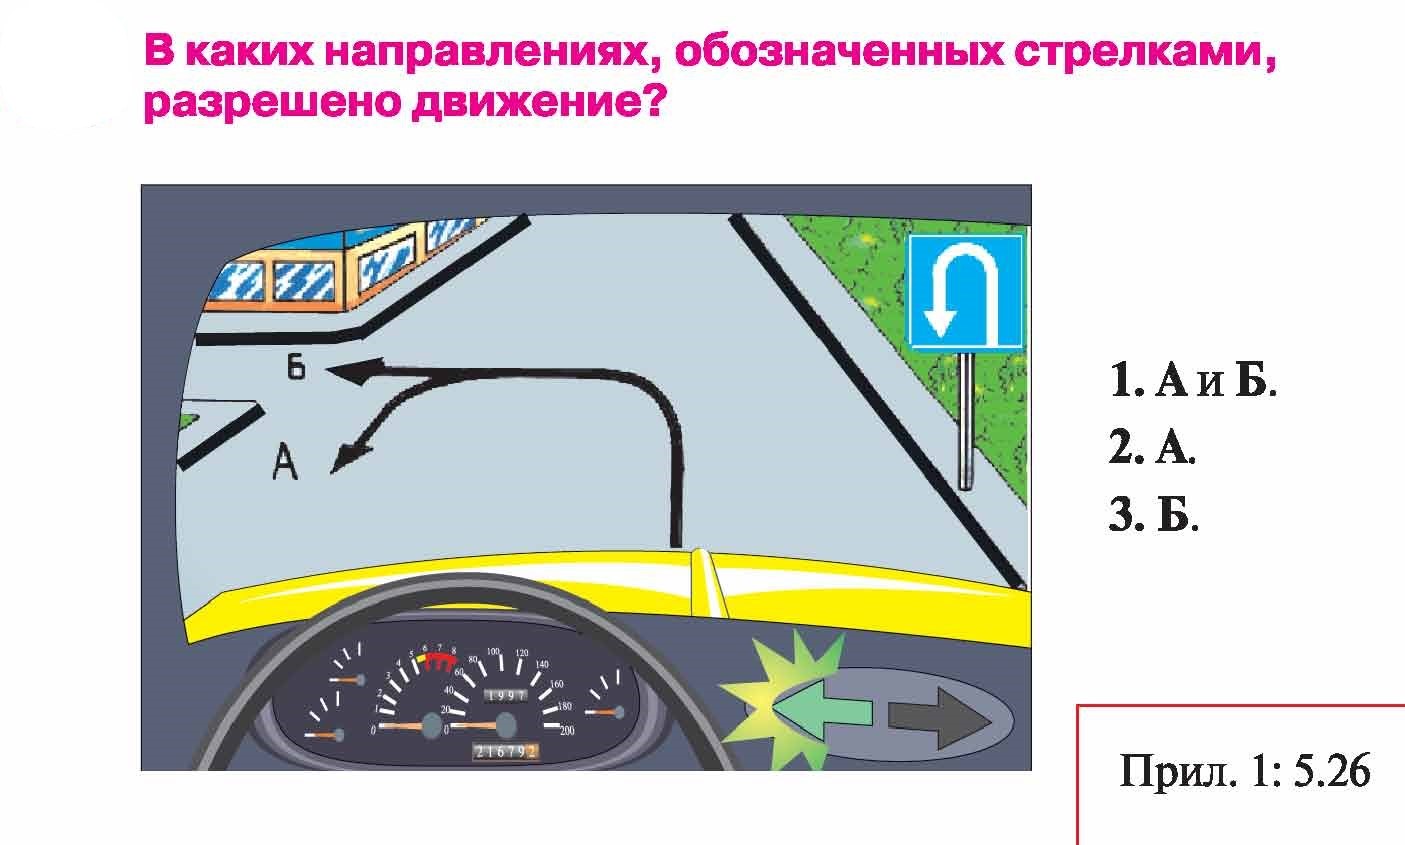 В каких направлениях, обозначенных стрелками,
разрешено движение?
Б
А
1. А и Б.
2. А.
3. Б.
0 1 2 3 4 5 6 7 8
0 20 40 60 80 100 120 140 160 180 200
1997
216792
Прил. 1: 5.26